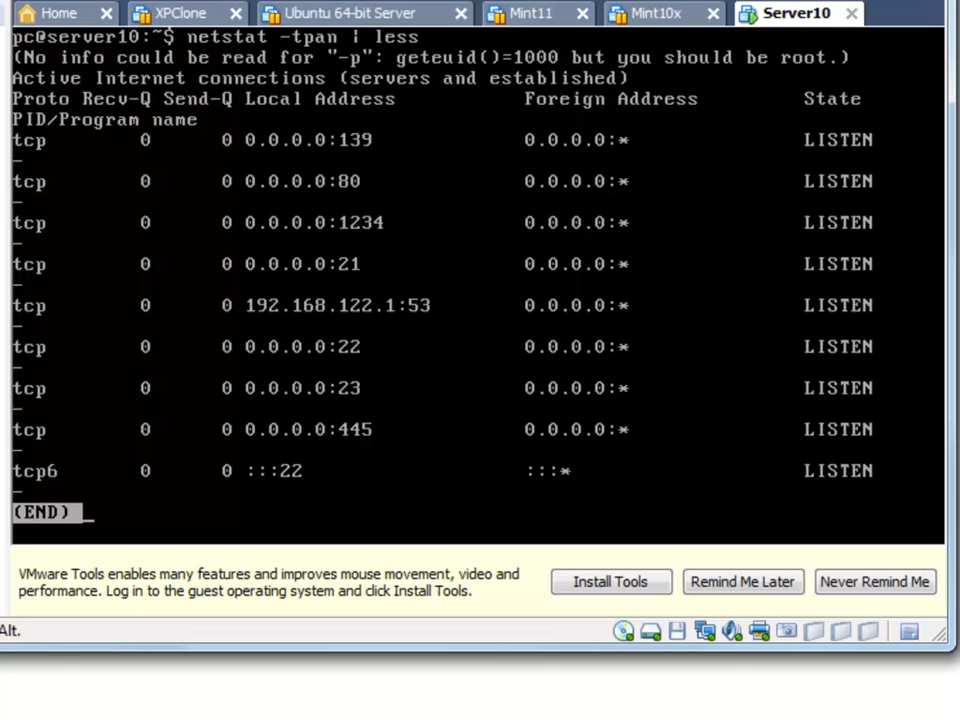 Home XPClone Ubuntu 64-bit Server Mint11 Mint10x Server10
pc@server10:~$ netstat -tpan | less
(No info could be read for "-p": geteuid()=1000 but you should be root.)
Active Internet connections (servers and established)
Proto Recv-Q Send-Q Local Address Foreign Address State
PID/Program name
tcp 0 0 0.0.0.0:139 0.0.0.0:* LISTEN
-
tcp 0 0 0.0.0.0:80 0.0.0.0:* LISTEN
-
tcp 0 0 0.0.0.0:1234 0.0.0.0:* LISTEN
-
tcp 0 0 0.0.0.0:21 0.0.0.0:* LISTEN
-
tcp 0 0 192.168.122.1:53 0.0.0.0:* LISTEN
-
tcp 0 0 0.0.0.0:22 0.0.0.0:* LISTEN
-
tcp 0 0 0.0.0.0:23 0.0.0.0:* LISTEN
-
tcp 0 0 0.0.0.0:445 0.0.0.0:* LISTEN
-
tcp6 0 0 :::22 :::* LISTEN
-
(END)
VMware Tools enables many features and improves mouse movement, video and
performance. Log in to the guest operating system and click Install Tools.
Install Tools Remind Me Later Never Remind Me
Alt.